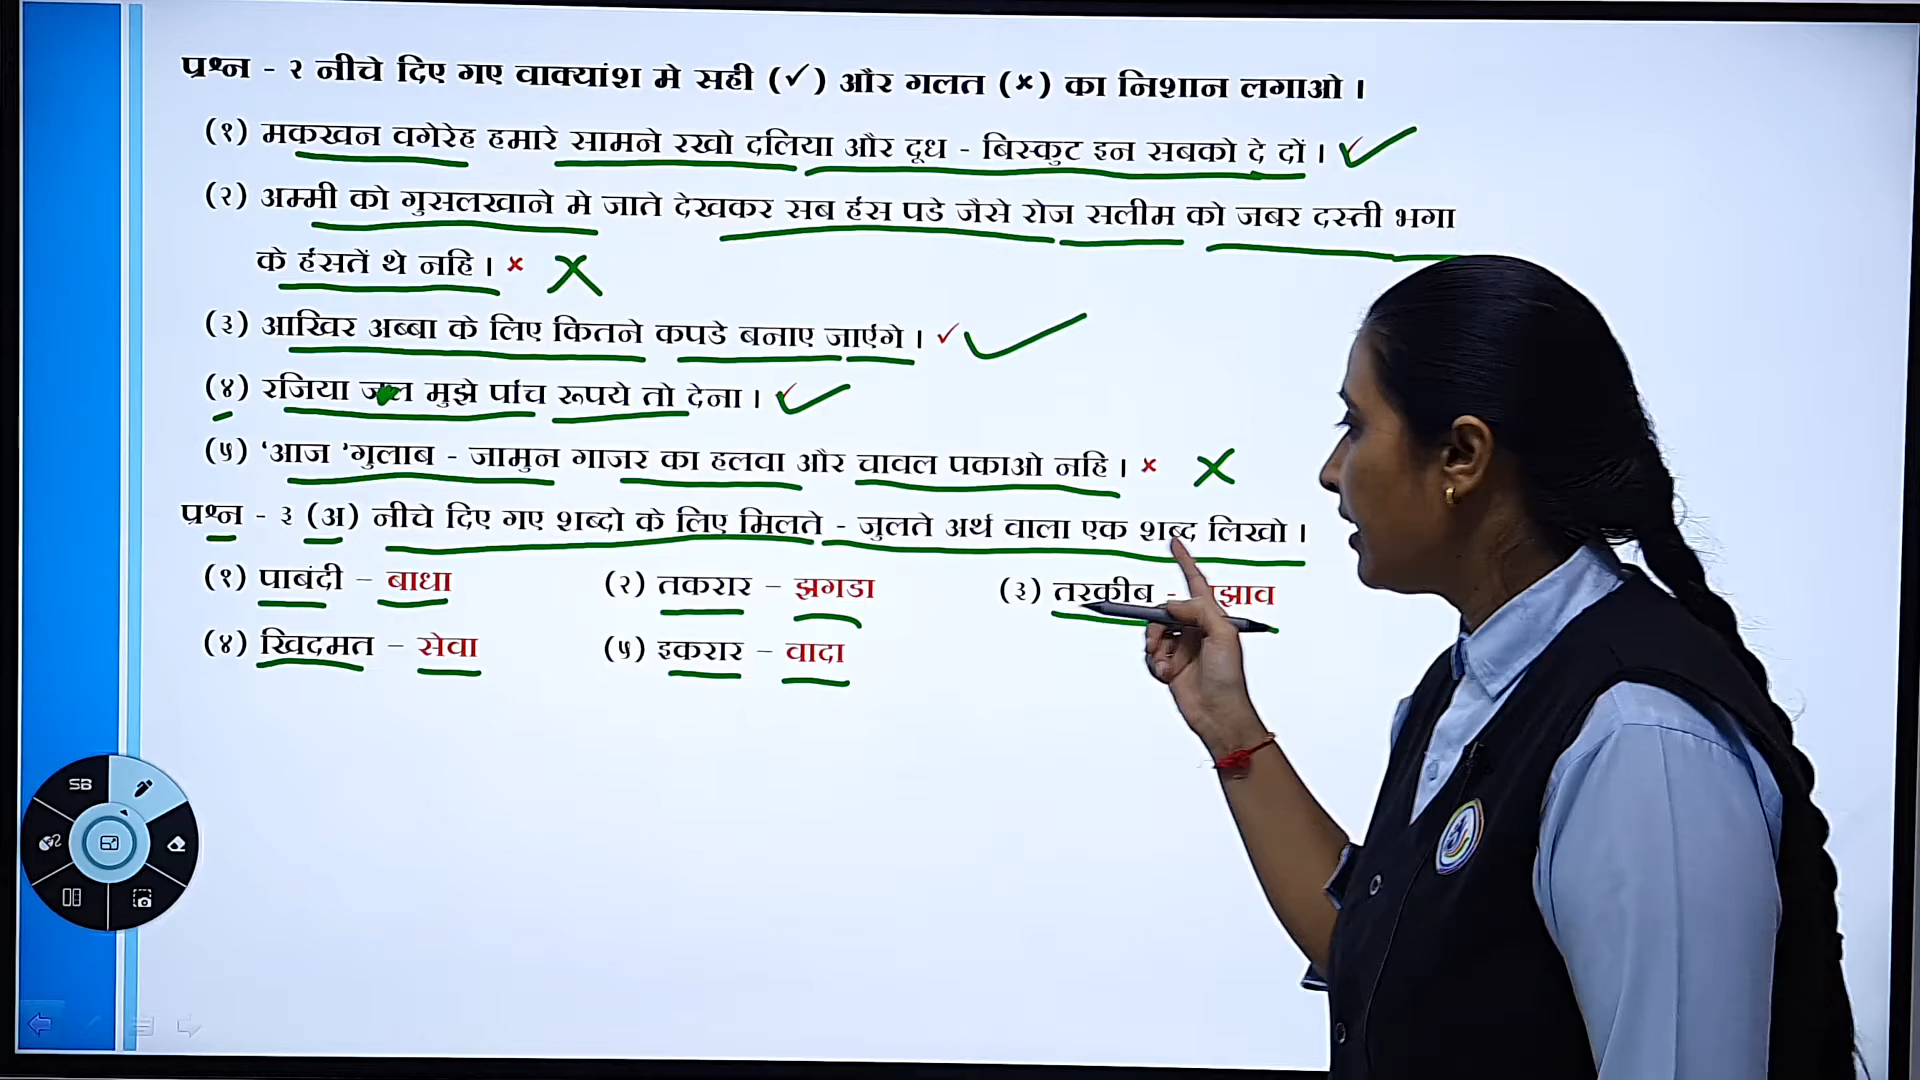 प्रश्न - २ नीचे दिए गए वाक्यांश मे सही (✓) और गलत (×) का निशान लगाओ ।
(१) मकखन वगेरेह हमारे सामने रखो दलिया और दूध - बिस्कुट इन सबको दे दों । ✓
(२) अम्मी को गुसलखाने मे जाते देखकर सब हंस पडे जैसे रोज सलीम को जबर दस्ती भगा
के हंसतें थे नहि । ×
(३) आखिर अब्बा के लिए कितने कपडे बनाए जाएंगे । ✓
(४) रजिया मुझे पांच रूपये तो देना । ✓
(५) ‘आज ’गुलाब - जामुन गाजर का हलवा और चावल पकाओ नहि । ×
प्रश्न - ३ (अ) नीचे दिए गए शब्दो के लिए मिलते - जुलते अर्थ वाला एक शब्द लिखो ।
(१) पाबंदी – बाधा (२) तकरार – झगडा (३) तरकीब -
(४) खिदमत – सेवा (५) इकरार – वादा
SB